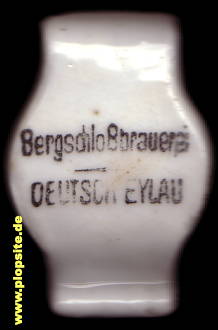 Bergschloßbrauerei
DEUTSCH EYLAU
© www.plopsite.de